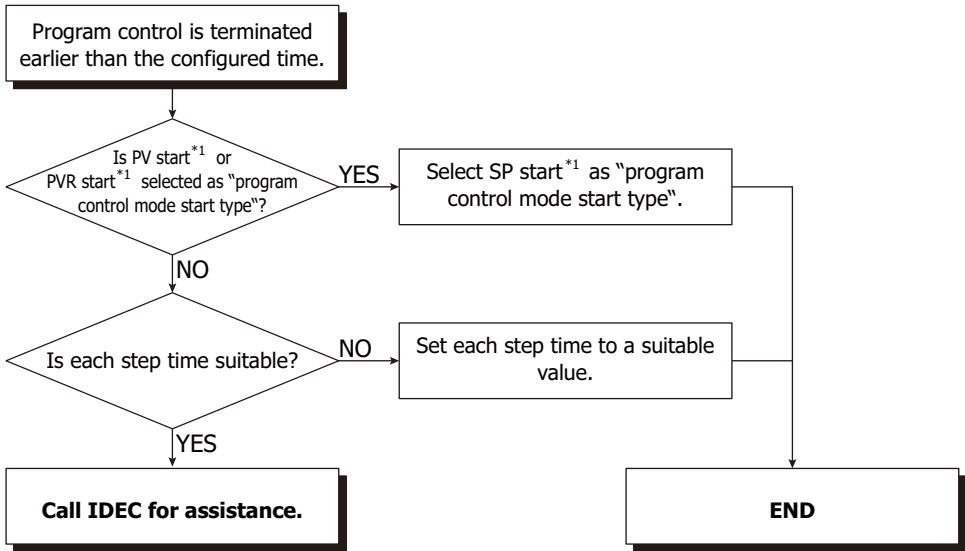 Program control is terminated
earlier than the configured time.
Is PV start*1 or
PVR start*1 selected as “program
control mode start type“?
YES
Select SP start*1 as “program
control mode start type“.
NO
Is each step time suitable?
NO
Set each step time to a suitable
value.
YES
Call IDEC for assistance.
END